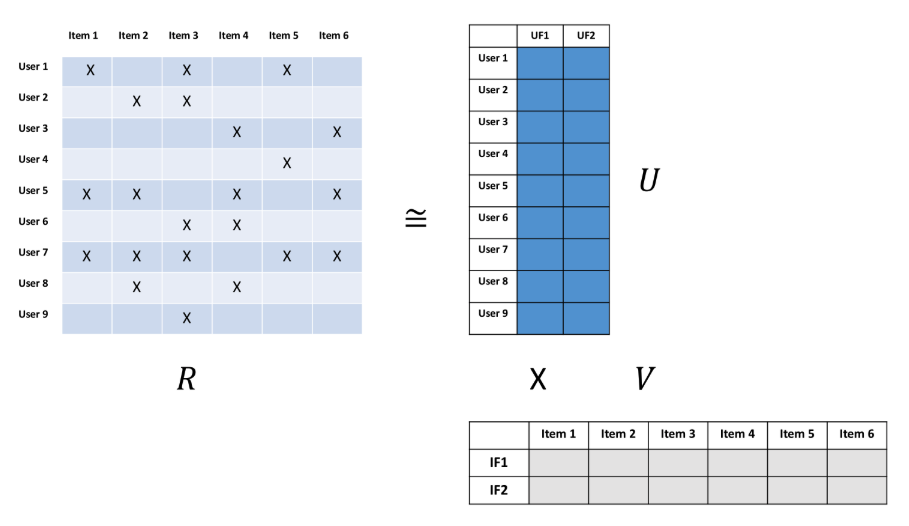 Item 1 Item 2 Item 3 Item 4 Item 5 Item 6
User 1 X X X
User 2 X X
User 3 X X
User 4 X
User 5 X X X X
User 6 X X
User 7 X X X X X
User 8 X X
User 9 X
R
≅
UF1 UF2
User 1
User 2
User 3
User 4
User 5
User 6
User 7
User 8
User 9
U
X V
Item 1 Item 2 Item 3 Item 4 Item 5 Item 6
IF1
IF2